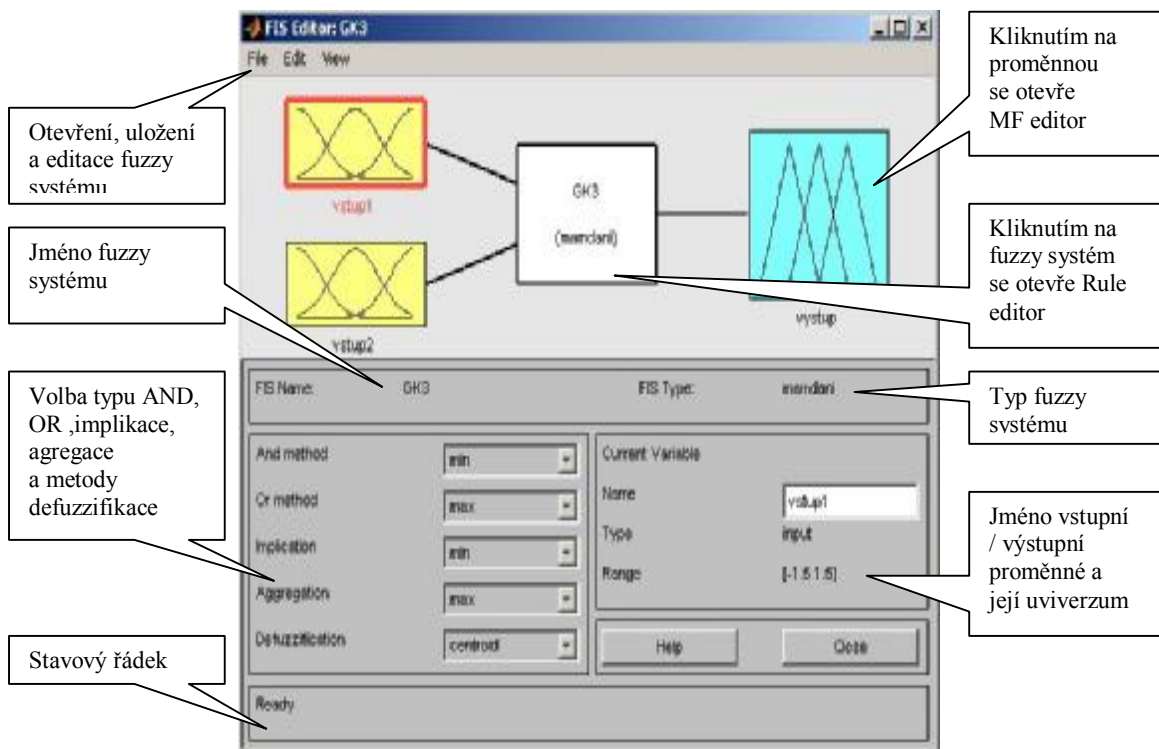 FIS Editor: GK3
File Edit View
Otevření, uložení
a editace fuzzy
systému
Jméno fuzzy
systému
Volba typu AND,
OR ,implikace,
agregace
a metody
defuzzifikace
Stavový řádek
vstup1
vstup2
GK3
(mamdani)
vystup
FIS Name: GK3 FIS Type: mamdani
And method min
Or method max
Implication min
Aggregation max
Defuzzification centroid
Current Variable
Name vstup1
Type input
Range [-1.5 1.5]
Help Close
Ready
Kliknutím na
proměnnou
se otevře
MF editor
Kliknutím na
fuzzy systém
se otevře Rule
editor
Typ fuzzy
systému
Jméno vstupní
/ výstupní
proměnné a
její uviverzum